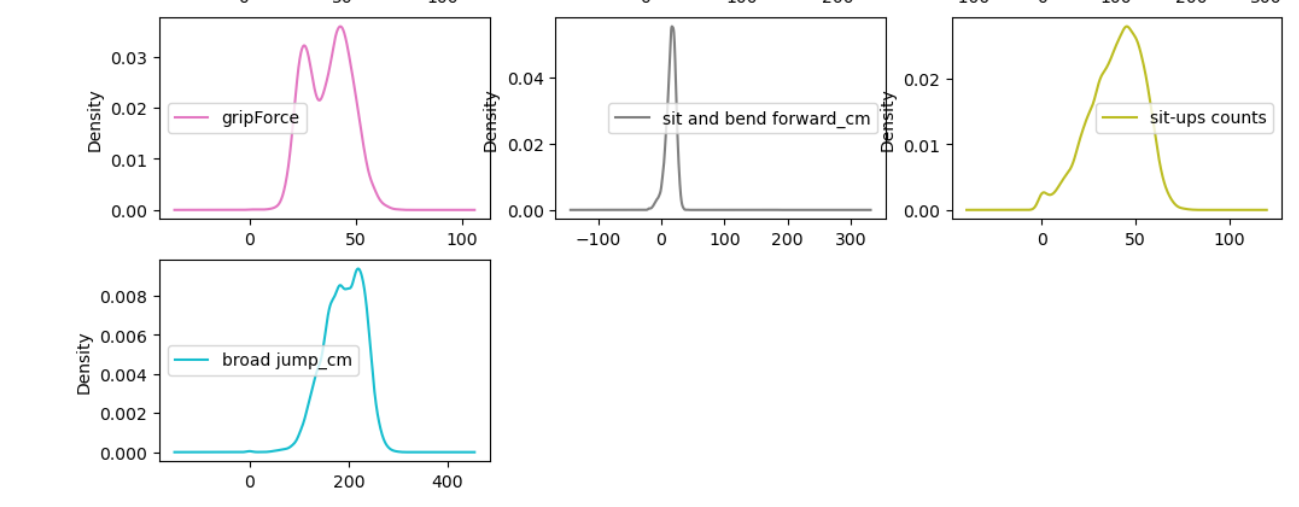 0.03
0.02
0.01
0.00
Density
gripForce
0 50 100
0.04
0.02
0.00
Density
sit and bend forward_cm
−100 0 100 200 300
0.02
0.01
0.00
Density
sit-ups counts
0 50 100
0.008
0.006
0.004
0.002
0.000
Density
broad jump_cm
0 200 400